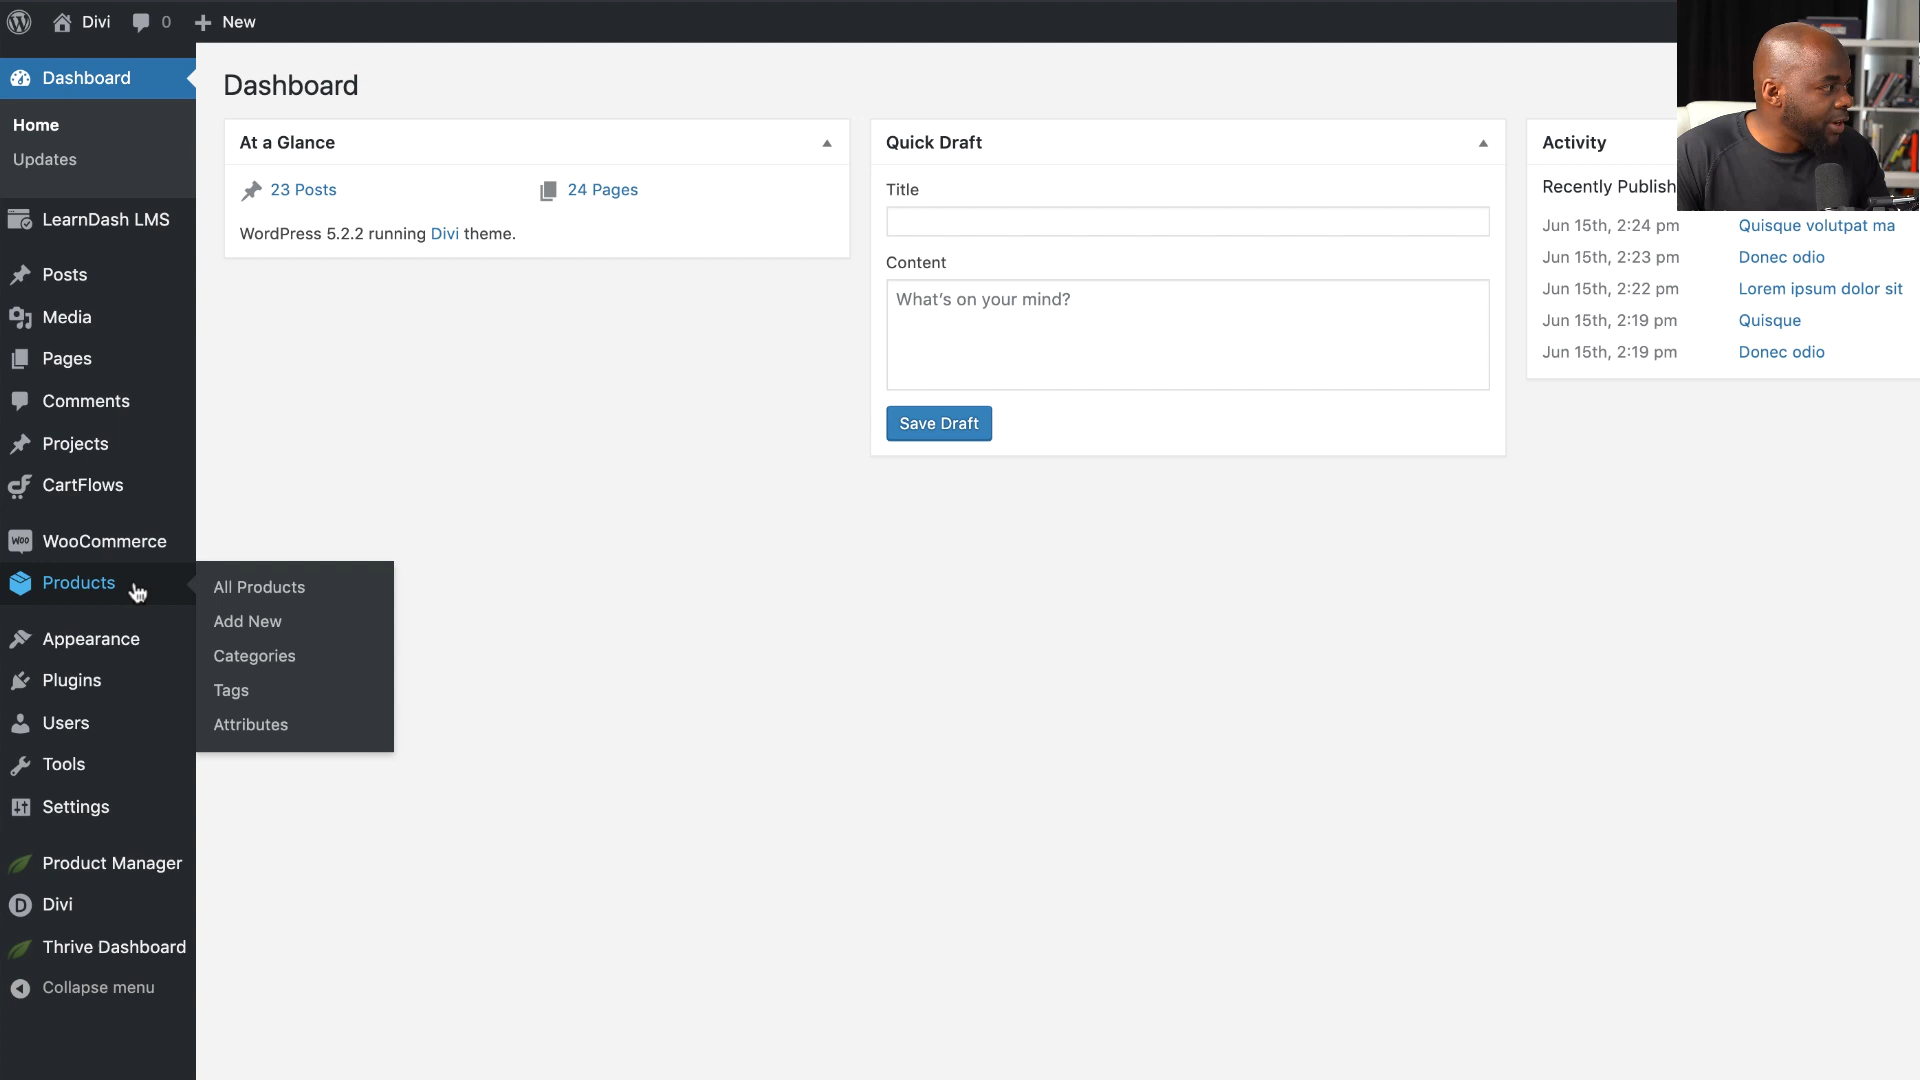 Divi 0 New
Dashboard
Home
Updates
LearnDash LMS
Posts
Media
Pages
Comments
Projects
CartFlows
WooCommerce
Products
Appearance
Plugins
Users
Tools
Settings
Product Manager
Divi
Thrive Dashboard
Collapse menu
All Products
Add New
Categories
Tags
Attributes
Dashboard
At a Glance
23 Posts 24 Pages
WordPress 5.2.2 running Divi theme.
Quick Draft
Title
Content
What's on your mind?
Save Draft
Activity
Recently Publish
Jun 15th, 2:24 pm Quisque volutpat ma
Jun 15th, 2:23 pm Donec odio
Jun 15th, 2:22 pm Lorem ipsum dolor sit
Jun 15th, 2:19 pm Quisque
Jun 15th, 2:19 pm Donec odio